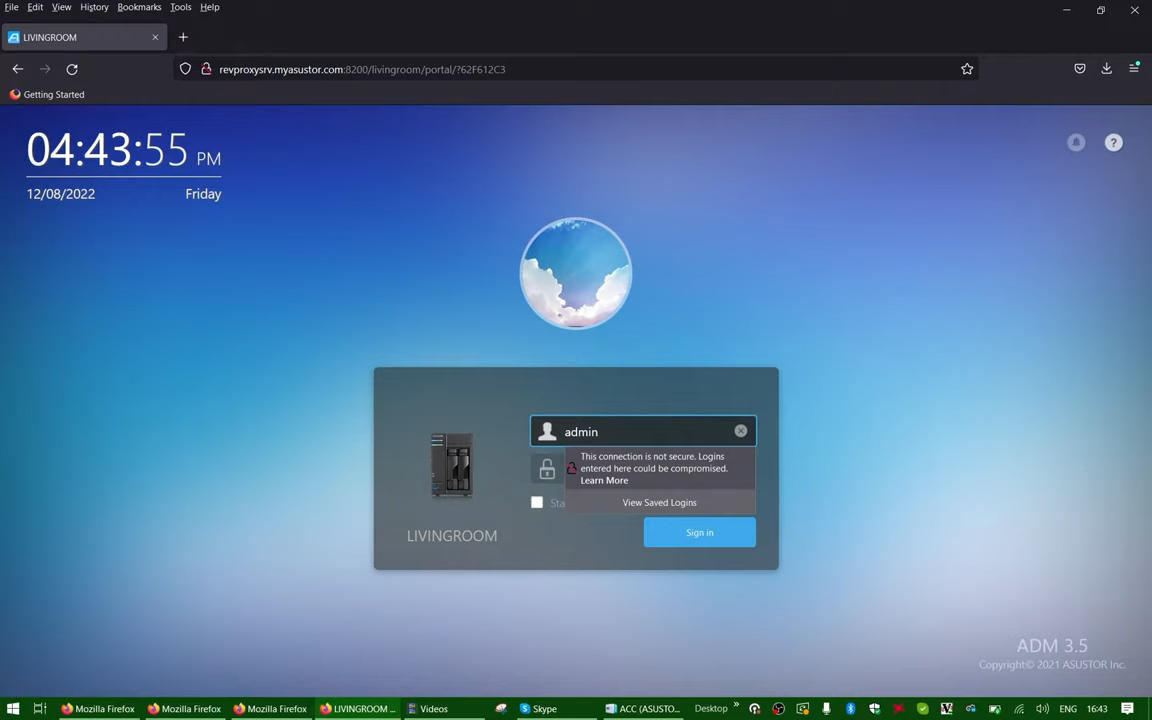 File Edit View History Bookmarks Tools Help
LIVINGROOM
revproxysrv.myasustor.com:8200/livingroom/portal/?62F612C3
Getting Started
04:43:55 PM
12/08/2022 Friday
?
admin
This connection is not secure. Logins
entered here could be compromised.
Learn More
View Saved Logins
Sta
Sign in
LIVINGROOM
ADM 3.5
Copyright© 2021 ASUSTOR Inc.
Mozilla Firefox Mozilla Firefox Mozilla Firefox LIVINGROOM ... Videos Skype ACC (ASUSTO... Desktop » ENG 16:43